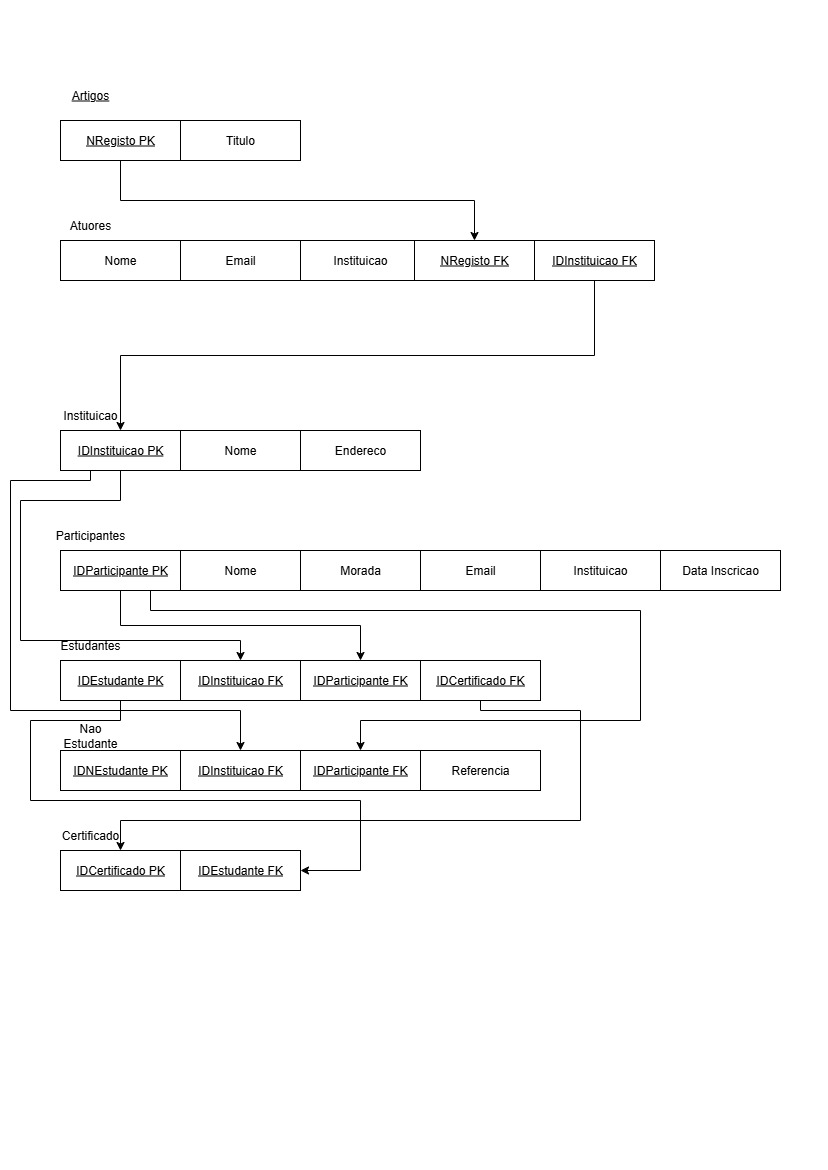 Artigos
NRegisto PK Titulo
Atuores
Nome Email Instituicao NRegisto FK IDInstituicao FK
Instituicao
IDInstituicao PK Nome Endereco
Participantes
IDParticipante PK Nome Morada Email Instituicao Data Inscricao
Estudantes
IDEstudante PK IDInstituicao FK IDParticipante FK IDCertificado FK
Nao
Estudante
IDNEstudante PK IDInstituicao FK IDParticipante FK Referencia
Certificado
IDCertificado PK IDEstudante FK